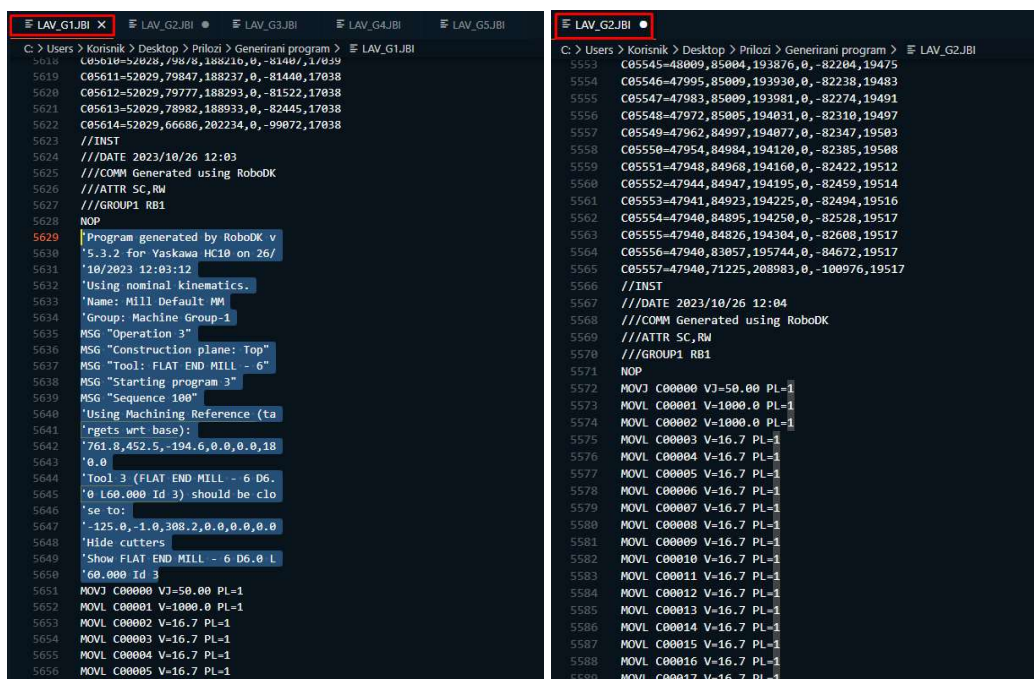 LAV_G1.JBI LAV_G2.JBI LAV_G3.JBI LAV_G4.JBI LAV_G5.JBI
C: > Users > Korisnik > Desktop > Prilozi > Generirani program > LAV_G1.JBI
5618 C05610=52028,79878,188216,0,-81407,17039
5619 C05611=52029,79847,188237,0,-81440,17038
5620 C05612=52029,79777,188293,0,-81522,17038
5621 C05613=52029,78982,188933,0,-82445,17038
5622 C05614=52029,66686,202234,0,-99072,17038
5623 //INST
5624 ///DATE 2023/10/26 12:03
5625 ///COMM Generated using RoboDK
5626 ///ATTR SC,RW
5627 ///GROUP1 RB1
5628 NOP
5629 'Program generated by RoboDK v
5630 '5.3.2 for Yaskawa HC10 on 26/
5631 '10/2023 12:03:12
5632 'Using nominal kinematics.
5633 'Name: Mill Default MM
5634 'Group: Machine Group-1
5635 MSG "Operation 3"
5636 MSG "Construction plane: Top"
5637 MSG "Tool: FLAT END MILL - 6"
5638 MSG "Starting program 3"
5639 MSG "Sequence 100"
5640 'Using Machining Reference (ta
5641 'rgets wrt base):
5642 '761.8,452.5,-194.6,0.0,0.0,18
5643 '0.0
5644 'Tool 3 (FLAT END MILL - 6 D6.
5645 '0 L60.000 Id 3) should be clo
5646 'se to:
5647 '-125.0,-1.0,308.2,0.0,0.0,0.0
5648 'Hide cutters
5649 'Show FLAT END MILL - 6 D6.0 L
5650 '60.000 Id 3
5651 MOVJ C00000 VJ=50.00 PL=1
5652 MOVL C00001 V=1000.0 PL=1
5653 MOVL C00002 V=16.7 PL=1
5654 MOVL C00003 V=16.7 PL=1
5655 MOVL C00004 V=16.7 PL=1
5656 MOVL C00005 V=16.7 PL=1
LAV_G2.JBI
C: > Users > Korisnik > Desktop > Prilozi > Generirani program > LAV_G2.JBI
5553 C05545=48009,85004,193876,0,-82204,19475
5554 C05546=47995,85009,193930,0,-82238,19483
5555 C05547=47983,85009,193981,0,-82274,19491
5556 C05548=47972,85005,194031,0,-82310,19497
5557 C05549=47962,84997,194077,0,-82347,19503
5558 C05550=47954,84984,194120,0,-82385,19508
5559 C05551=47948,84968,194160,0,-82422,19512
5560 C05552=47944,84947,194195,0,-82459,19514
5561 C05553=47941,84923,194225,0,-82494,19516
5562 C05554=47940,84895,194250,0,-82528,19517
5563 C05555=47940,84826,194304,0,-82608,19517
5564 C05556=47940,83057,195744,0,-84672,19517
5565 C05557=47940,71225,208983,0,-100976,19517
5566 //INST
5567 ///DATE 2023/10/26 12:04
5568 ///COMM Generated using RoboDK
5569 ///ATTR SC,RW
5570 ///GROUP1 RB1
5571 NOP
5572 MOVJ C00000 VJ=50.00 PL=1
5573 MOVL C00001 V=1000.0 PL=1
5574 MOVL C00002 V=1000.0 PL=1
5575 MOVL C00003 V=16.7 PL=1
5576 MOVL C00004 V=16.7 PL=1
5577 MOVL C00005 V=16.7 PL=1
5578 MOVL C00006 V=16.7 PL=1
5579 MOVL C00007 V=16.7 PL=1
5580 MOVL C00008 V=16.7 PL=1
5581 MOVL C00009 V=16.7 PL=1
5582 MOVL C00010 V=16.7 PL=1
5583 MOVL C00011 V=16.7 PL=1
5584 MOVL C00012 V=16.7 PL=1
5585 MOVL C00013 V=16.7 PL=1
5586 MOVL C00014 V=16.7 PL=1
5587 MOVL C00015 V=16.7 PL=1
5588 MOVL C00016 V=16.7 PL=1
5589 MOVL C00017 V=16.7 PL=1